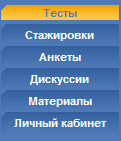 Тесты
Стажировки
Анкеты
Дискуссии
Материалы
Личный кабинет